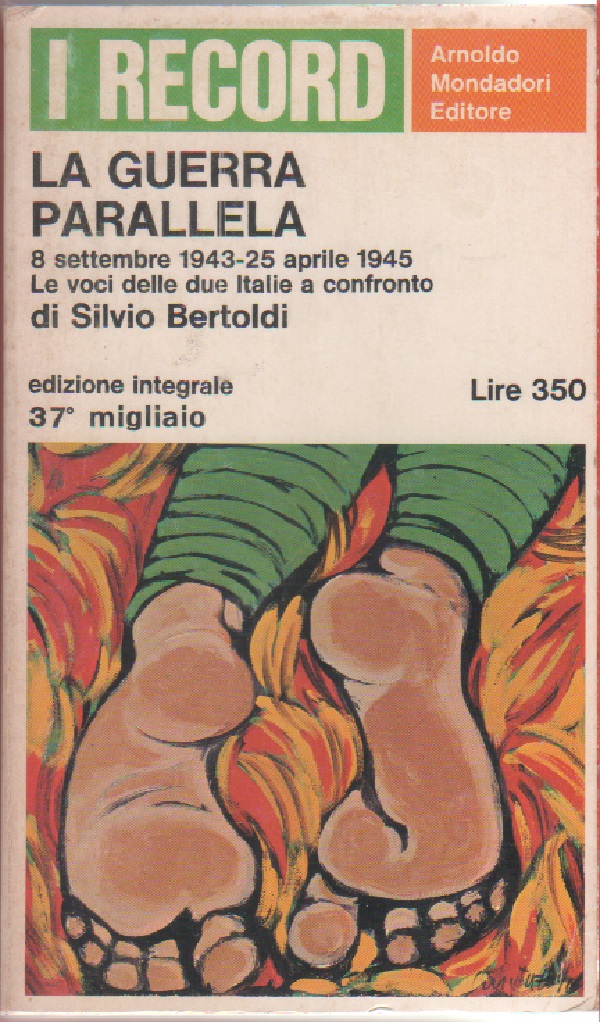 I RECORD
Arnoldo
Mondadori
Editore
LA GUERRA
PARALLELA
8 settembre 1943-25 aprile 1945
Le voci delle due Italie a confronto
di Silvio Bertoldi
edizione integrale
37° migliaio
Lire 350